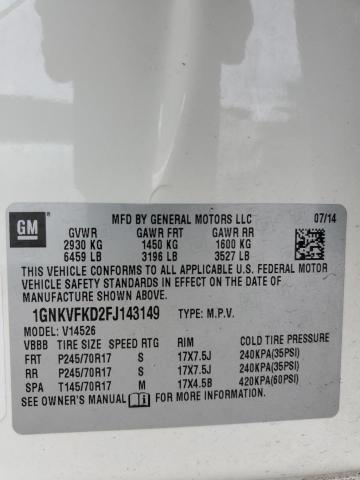 GM
MFD BY GENERAL MOTORS LLC 07/14
GVWR GAWR FRT GAWR RR
2930 KG 1450 KG 1600 KG
6459 LB 3196 LB 3527 LB
THIS VEHICLE CONFORMS TO ALL APPLICABLE U.S. FEDERAL MOTOR
VEHICLE SAFETY STANDARDS IN EFFECT ON THE DATE OF
MANUFACTURE SHOWN ABOVE.
1GNKVFKD2FJ143149 TYPE: M.P.V.
MODEL: V14526
VBBB TIRE SIZE SPEED RTG RIM COLD TIRE PRESSURE
FRT P245/70R17 S 17X7.5J 240KPA(35PSI)
RR P245/70R17 S 17X7.5J 240KPA(35PSI)
SPA T145/70R17 M 17X4.5B 420KPA(60PSI)
SEE OWNER'S MANUAL FOR MORE INFORMATION.